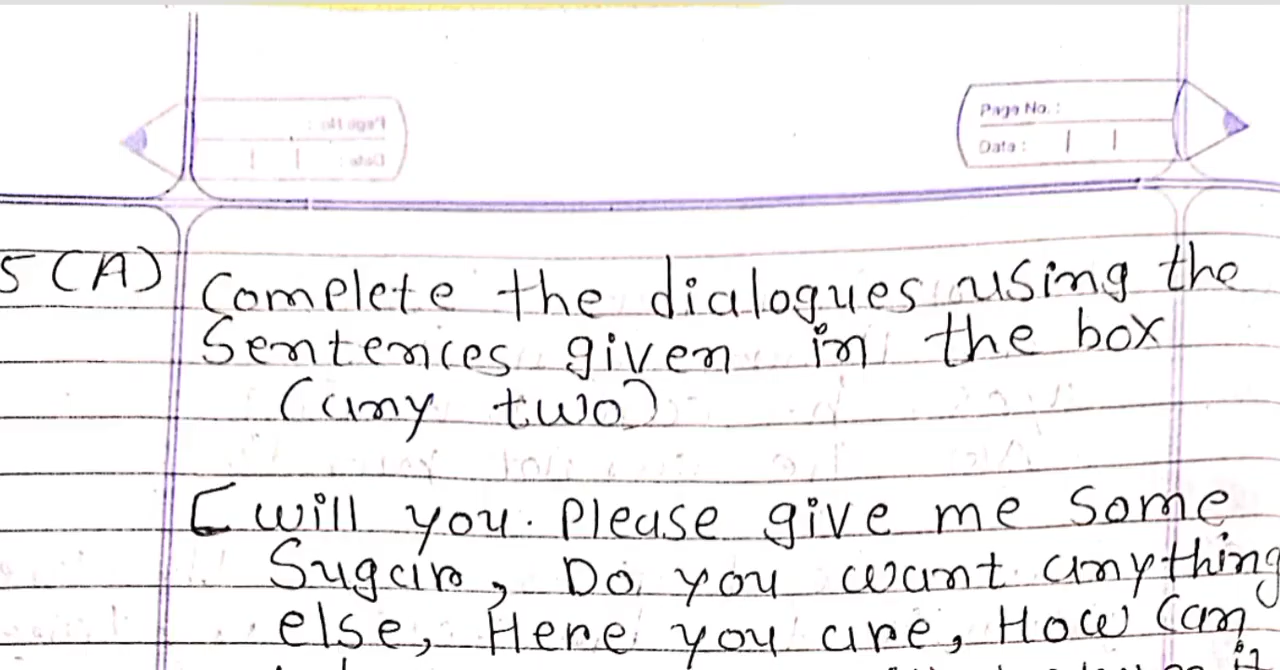 Page No. :
Date :
5 (A) Complete the dialogues using the
Sentences given in the box
(any two)
[ will you. Please give me some
Sugar, Do you want anything
else, Here you are, How can